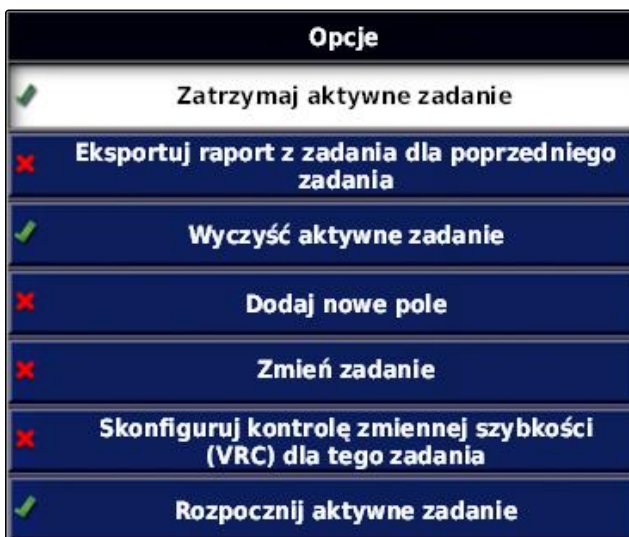 Opcje
Zatrzymaj aktywne zadanie
Eksportuj raport z zadania dla poprzedniego
zadania
Wyczyść aktywne zadanie
Dodaj nowe pole
Zmień zadanie
Skonfiguruj kontrolę zmiennej szybkości
(VRC) dla tego zadania
Rozpocznij aktywne zadanie